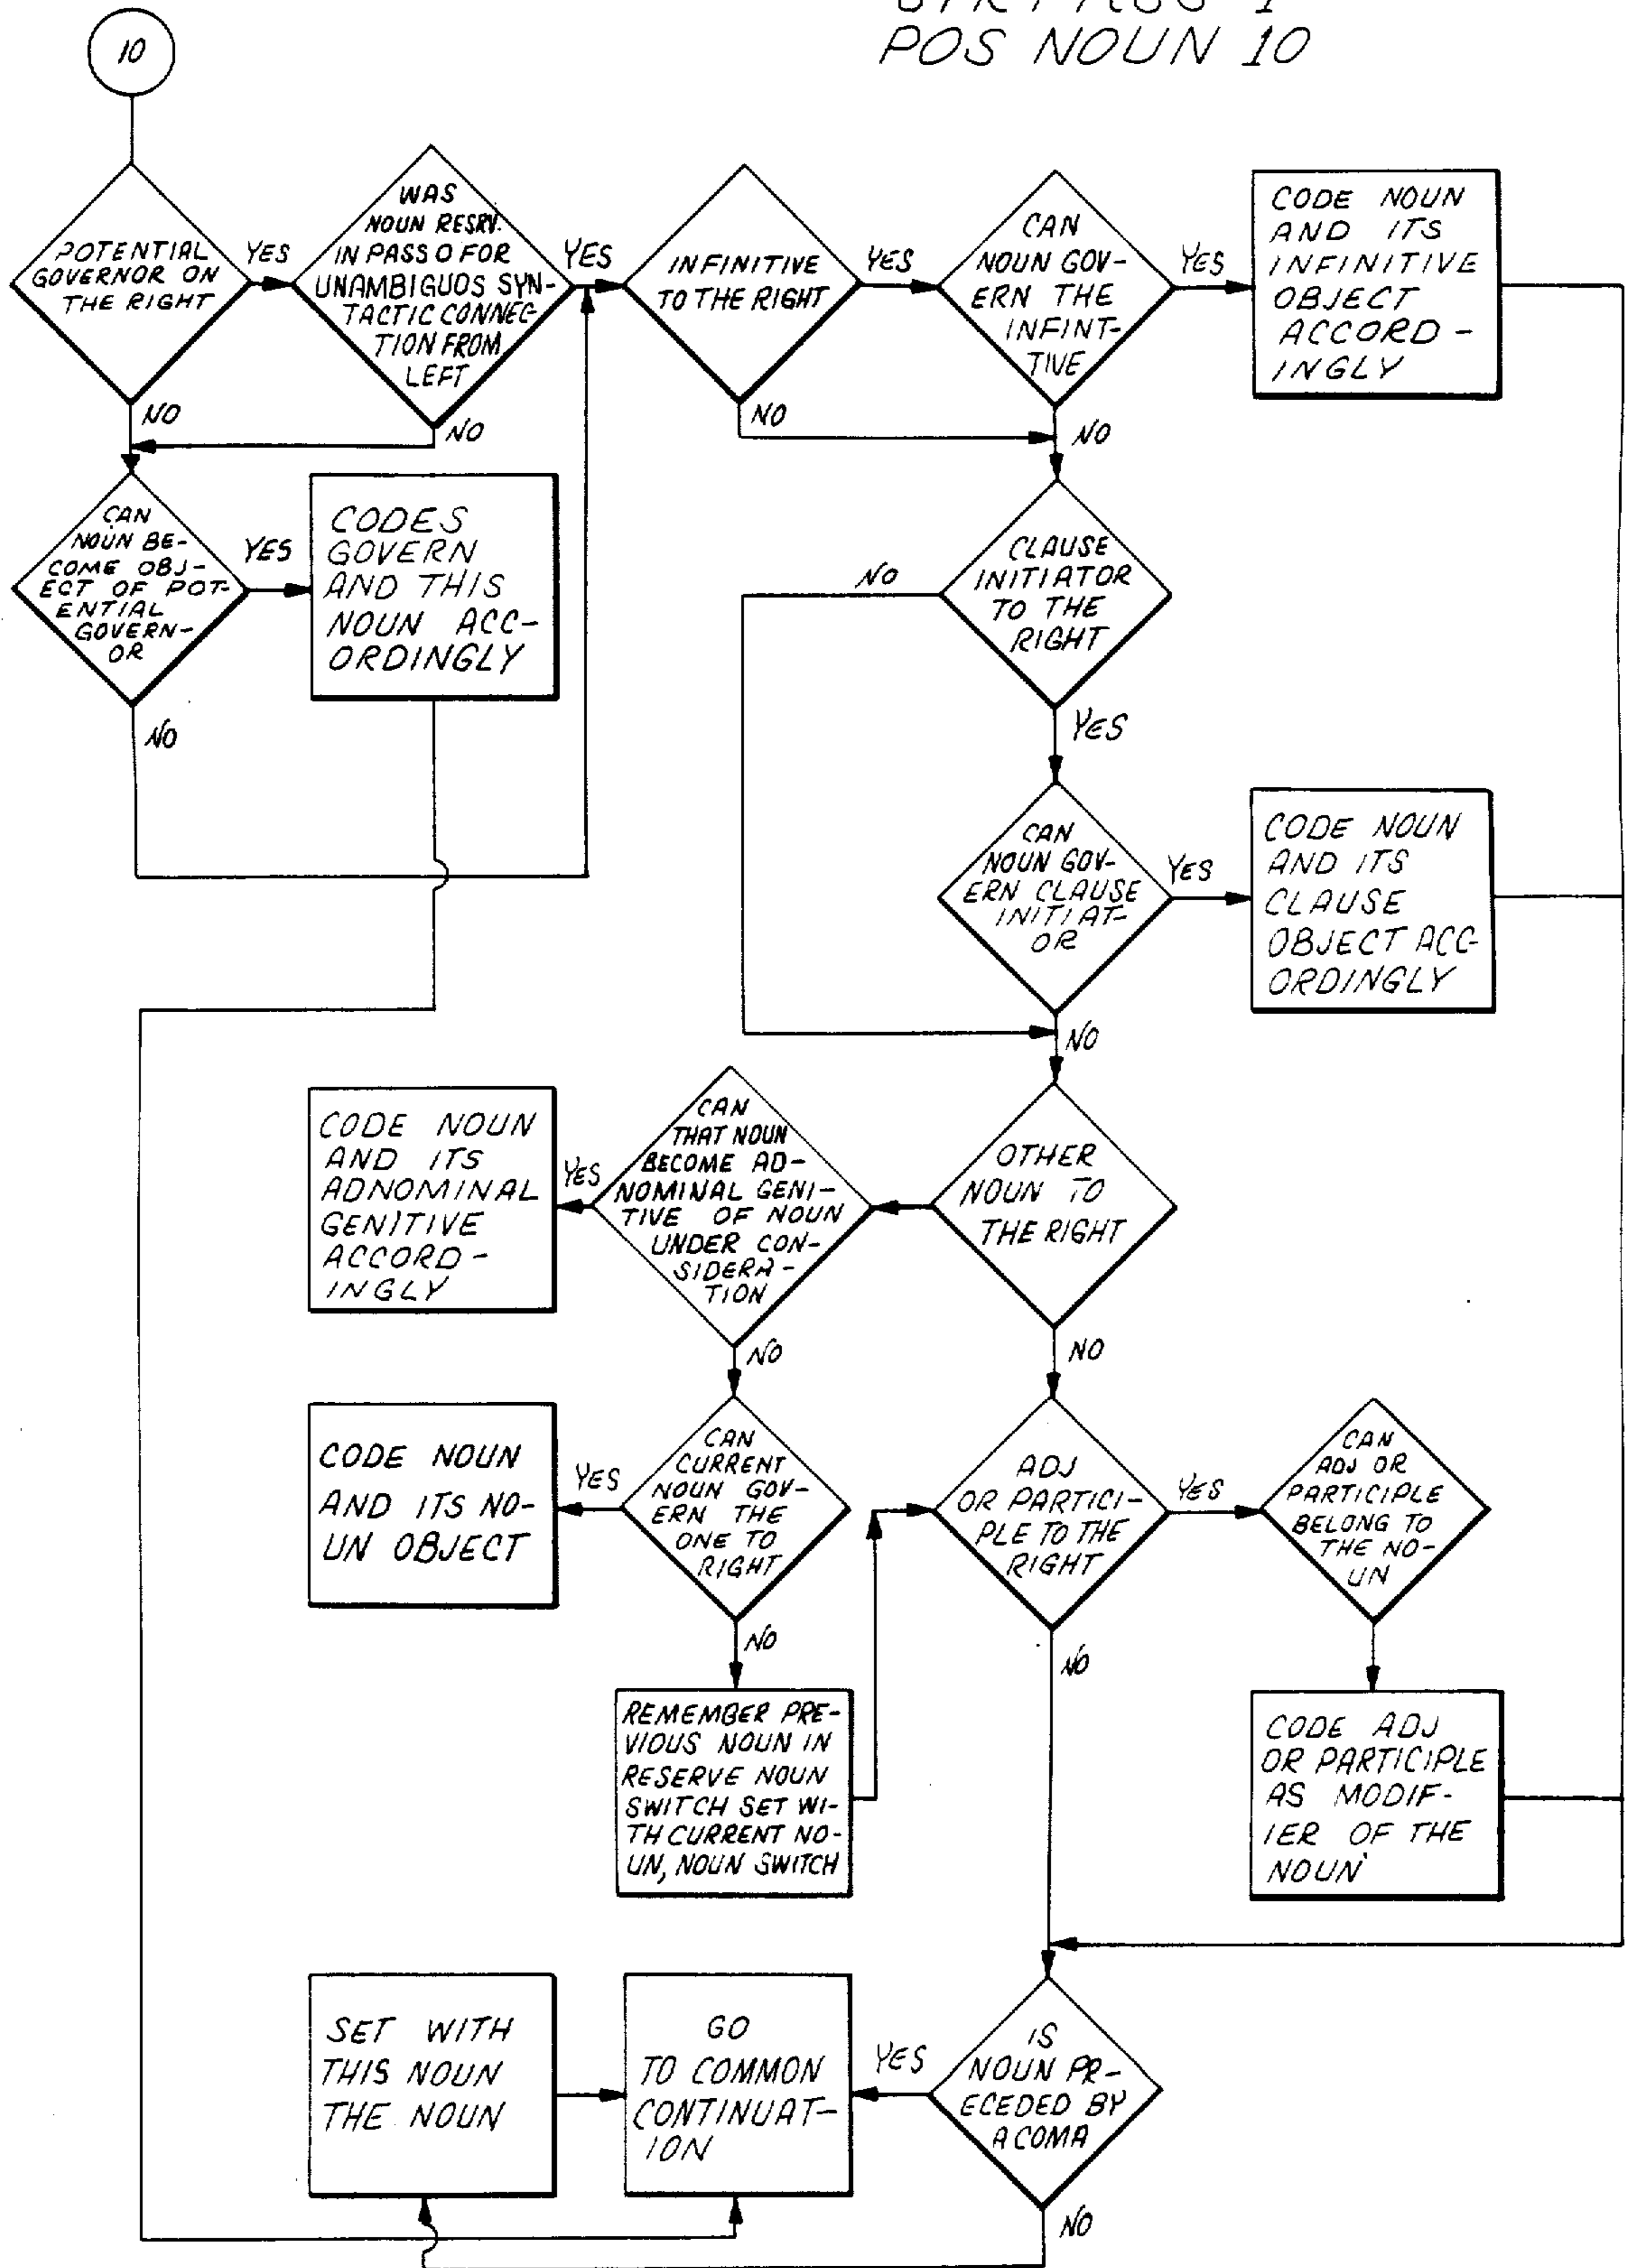 POS NOUN 10
10
POTENTIAL
GOVERNOR ON
THE RIGHT
YES
NO
WAS
NOUN RESRV.
IN PASS 0 FOR
UNAMBIGUOS SYN-
TACTIC CONNEC-
TION FROM
LEFT
YES
NO
INFINITIVE
TO THE RIGHT
YES
NO
CAN
NOUN GOV-
ERN THE
INFINT-
TIVE
YES
NO
CODE NOUN
AND ITS
INFINITIVE
OBJECT
ACCORD-
INGLY
CAN
NOUN BE-
COME OBJ-
ECT OF POT-
ENTIAL
GOVERN-
OR
YES
NO
CODES
GOVERN
AND THIS
NOUN ACC-
ORDINGLY
CLAUSE
INITIATOR
TO THE
RIGHT
NO
YES
CAN
NOUN GOV-
ERN CLAUSE
INITIAT-
OR
YES
NO
CODE NOUN
AND ITS
CLAUSE
OBJECT ACC-
ORDINGLY
OTHER
NOUN TO
THE RIGHT
NO
CAN
THAT NOUN
BECOME AD-
NOMINAL GENI-
TIVE OF NOUN
UNDER CON-
SIDERA-
TION
YES
NO
CODE NOUN
AND ITS
ADNOMINAL
GENITIVE
ACCORD-
INGLY
CAN
CURRENT
NOUN GOV-
ERN THE
ONE TO
RIGHT
YES
NO
CODE NOUN
AND ITS NO-
UN OBJECT
ADJ
OR PARTICI-
PLE TO THE
RIGHT
YES
NO
CAN
ADJ OR
PARTICIPLE
BELONG TO
THE NO-
UN
REMEMBER PRE-
VIOUS NOUN IN
RESERVE NOUN
SWITCH SET WI-
TH CURRENT NO-
UN, NOUN SWITCH
CODE ADJ
OR PARTICIPLE
AS MODIF-
IER OF THE
NOUN
SET WITH
THIS NOUN
THE NOUN
GO
TO COMMON
CONTINUAT-
ION
YES
IS
NOUN PR-
ECEDED BY
A COMA
NO